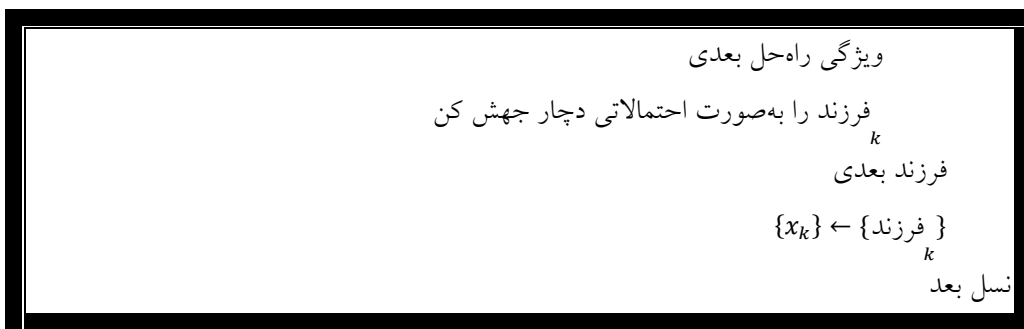 ویژگی راه‌حل بعدی
فرزند را به‌صورت احتمالاتی دچار جهش کن
k
فرزند بعدی
{x_k} ← {فرزند}
k
نسل بعد